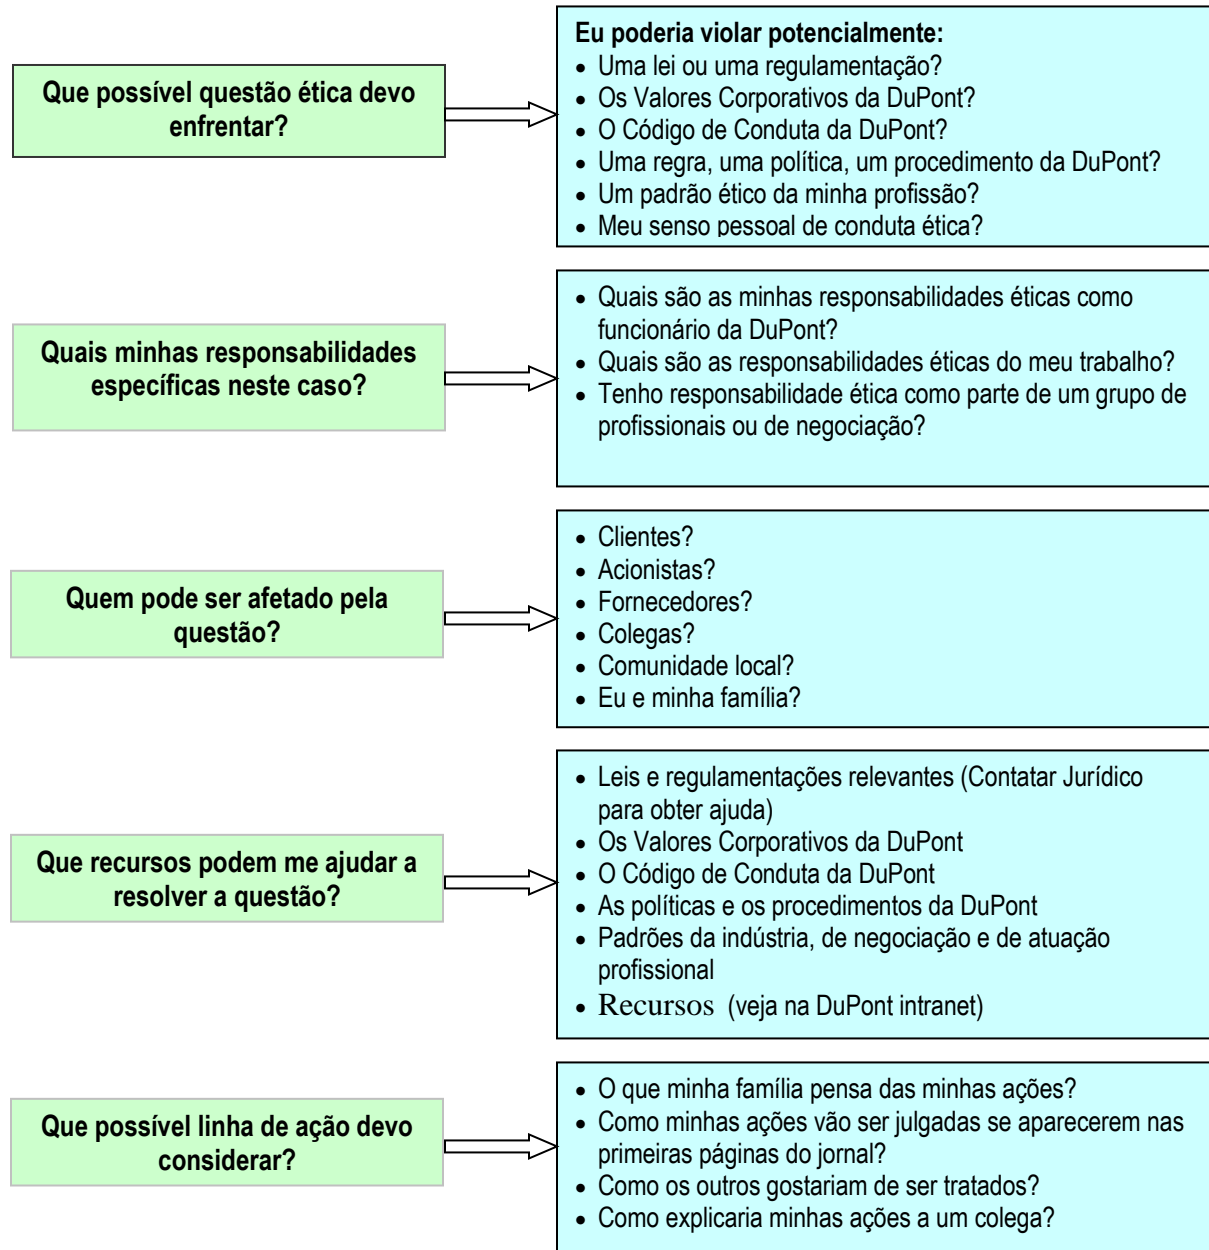 Que possível questão ética devo
enfrentar?
Eu poderia violar potencialmente:
• Uma lei ou uma regulamentação?
• Os Valores Corporativos da DuPont?
• O Código de Conduta da DuPont?
• Uma regra, uma política, um procedimento da DuPont?
• Um padrão ético da minha profissão?
• Meu senso pessoal de conduta ética?
Quais minhas responsabilidades
específicas neste caso?
• Quais são as minhas responsabilidades éticas como
funcionário da DuPont?
• Quais são as responsabilidades éticas do meu trabalho?
• Tenho responsabilidade ética como parte de um grupo de
profissionais ou de negociação?
Quem pode ser afetado pela
questão?
• Clientes?
• Acionistas?
• Fornecedores?
• Colegas?
• Comunidade local?
• Eu e minha família?
Que recursos podem me ajudar a
resolver a questão?
• Leis e regulamentações relevantes (Contatar Jurídico
para obter ajuda)
• Os Valores Corporativos da DuPont
• O Código de Conduta da DuPont
• As políticas e os procedimentos da DuPont
• Padrões da indústria, de negociação e de atuação
profissional
• Recursos (veja na DuPont intranet)
Que possível linha de ação devo
considerar?
• O que minha família pensa das minhas ações?
• Como minhas ações vão ser julgadas se aparecerem nas
primeiras páginas do jornal?
• Como os outros gostariam de ser tratados?
• Como explicaria minhas ações a um colega?